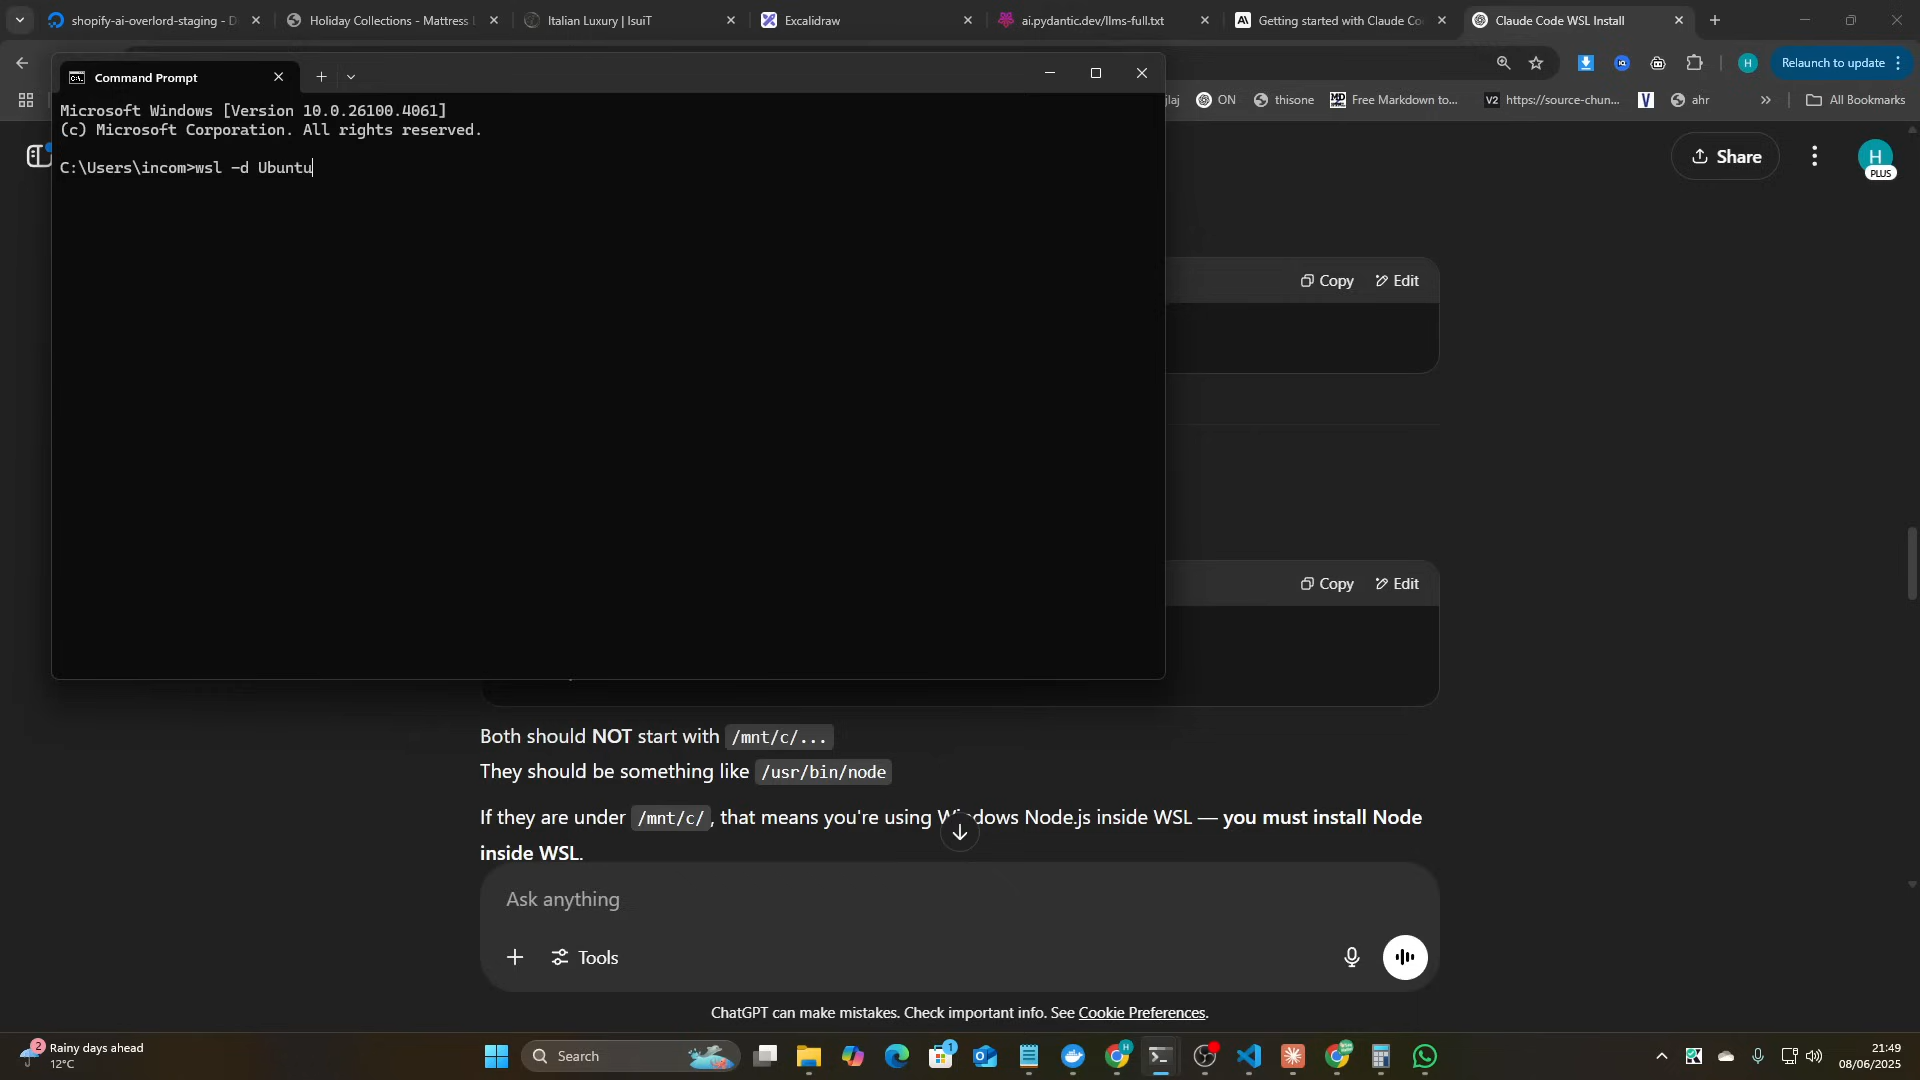 shopify-ai-overlord-staging - D
Holiday Collections - Mattress
Italian Luxury | IsuiT
Excalidraw
ai.pydantic.dev/llms-full.txt
Getting started with Claude Co
Claude Code WSL Install
Relaunch to update
Command Prompt
ON
thisone
Free Markdown to...
https://source-chun...
ahr
All Bookmarks
Microsoft Windows [Version 10.0.26100.4061]
(c) Microsoft Corporation. All rights reserved.
C:\Users\incom>wsl -d Ubuntu
Share
H
PLUS
Copy
Edit
Copy
Edit
Both should NOT start with /mnt/c/...
They should be something like /usr/bin/node
If they are under /mnt/c/, that means you're using Windows Node.js inside WSL — you must install Node
inside WSL.
Ask anything
Tools
ChatGPT can make mistakes. Check important info. See Cookie Preferences.
2
Rainy days ahead
12°C
Search
21:49
08/06/2025